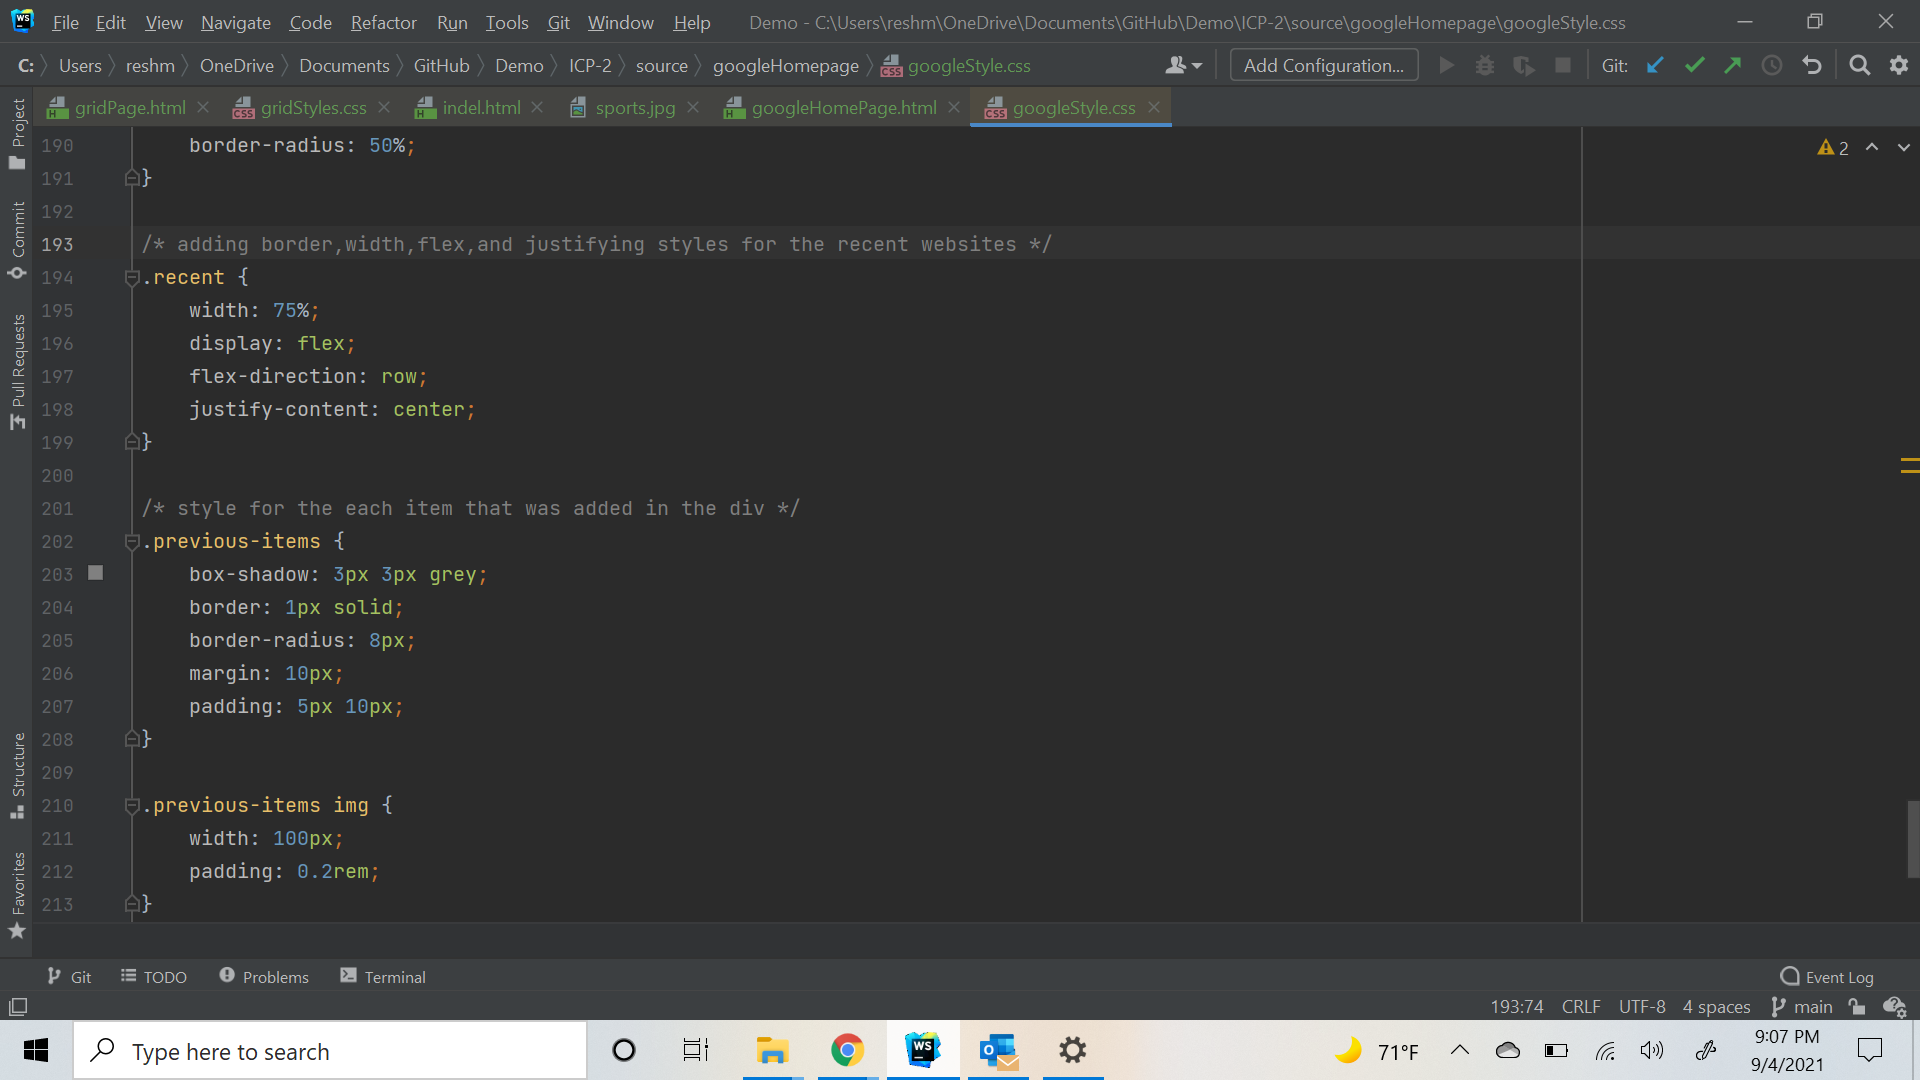 WS File Edit View Navigate Code Refactor Run Tools Git Window Help Demo - C:\Users\reshm\OneDrive\Documents\GitHub\Demo\ICP-2\source\googleHomepage\googleStyle.css
C: Users reshm OneDrive Documents GitHub Demo ICP-2 source googleHomepage CSS googleStyle.css Add Configuration... Git:
H gridPage.html CSS gridStyles.css H indel.html sports.jpg H googleHomePage.html CSS googleStyle.css
Project
Commit
Pull Requests
Structure
Favorites
2
190 border-radius: 50%;
191 }
192
193 /* adding border,width,flex,and justifying styles for the recent websites */
194 .recent {
195 width: 75%;
196 display: flex;
197 flex-direction: row;
198 justify-content: center;
199 }
200
201 /* style for the each item that was added in the div */
202 .previous-items {
203 box-shadow: 3px 3px grey;
204 border: 1px solid;
205 border-radius: 8px;
206 margin: 10px;
207 padding: 5px 10px;
208 }
209
210 .previous-items img {
211 width: 100px;
212 padding: 0.2rem;
213 }
Git TODO Problems Terminal Event Log
193:74 CRLF UTF-8 4 spaces main
Type here to search WS 71°F 9:07 PM
9/4/2021